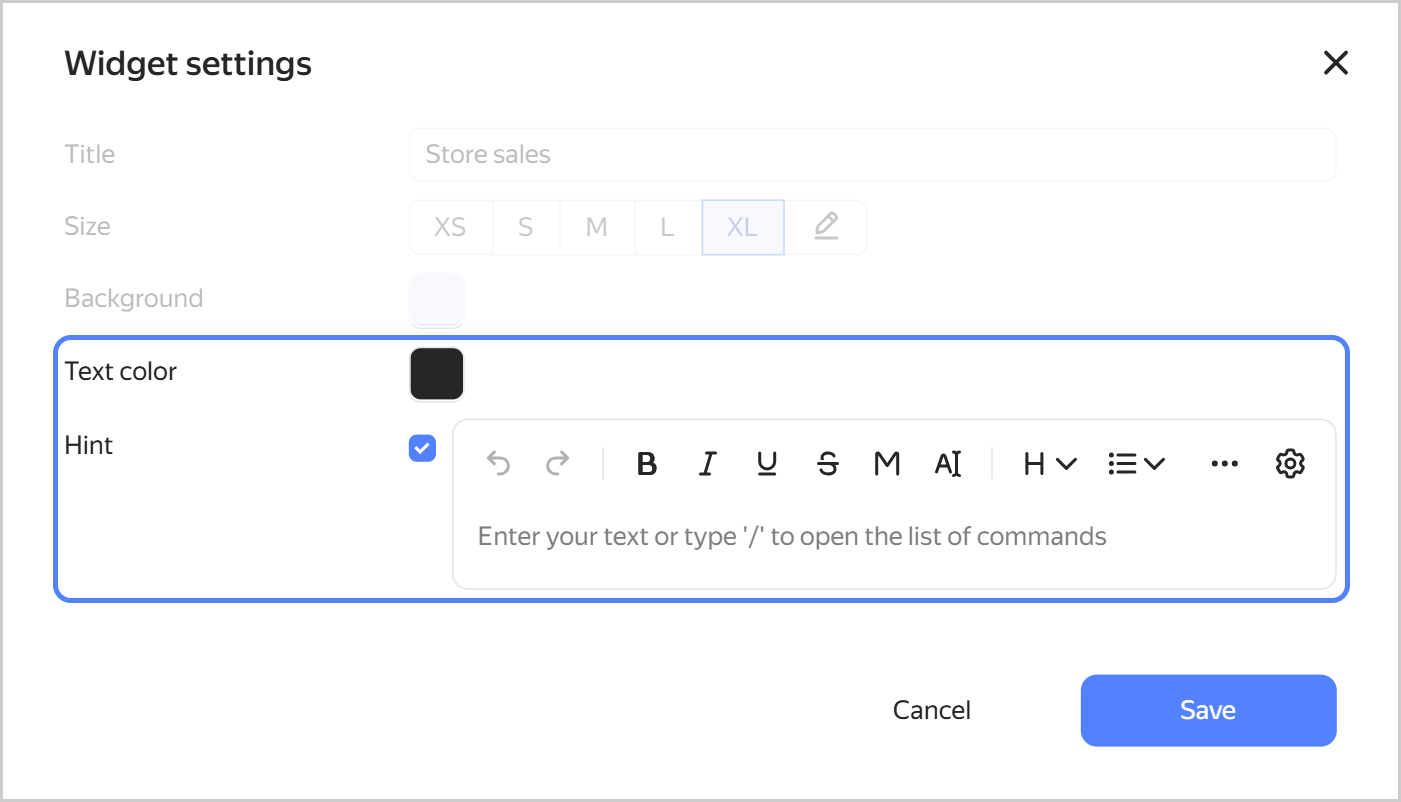 Widget settings
Title
Store sales
Size
XS S M L XL
Background
Text color
Hint
B I U S M AI H
Enter your text or type '/' to open the list of commands
Cancel Save